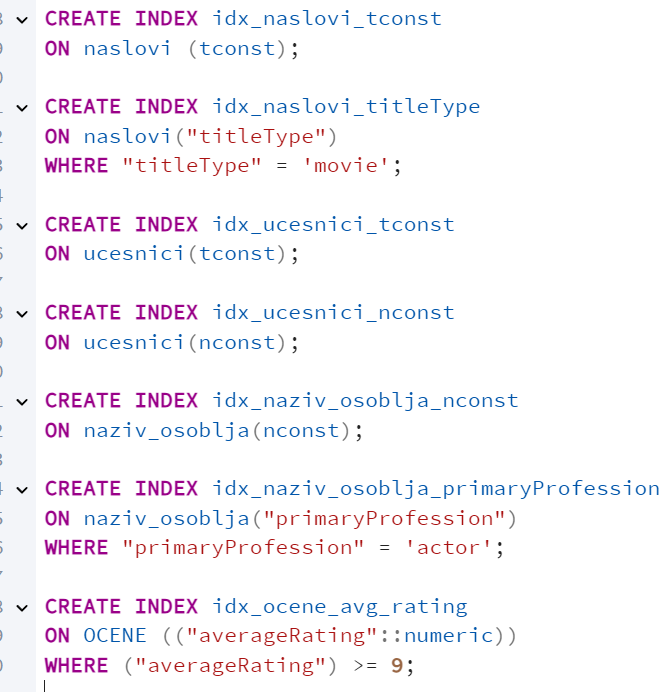 CREATE INDEX idx_naslovi_tconst
ON naslovi (tconst);
CREATE INDEX idx_naslovi_titleType
ON naslovi("titleType")
WHERE "titleType" = 'movie';
CREATE INDEX idx_ucesnici_tconst
ON ucesnici(tconst);
CREATE INDEX idx_ucesnici_nconst
ON ucesnici(nconst);
CREATE INDEX idx_naziv_osoblja_nconst
ON naziv_osoblja(nconst);
CREATE INDEX idx_naziv_osoblja_primaryProfession
ON naziv_osoblja("primaryProfession")
WHERE "primaryProfession" = 'actor';
CREATE INDEX idx_ocene_avg_rating
ON OCENE (("averageRating"::numeric))
WHERE ("averageRating") >= 9;